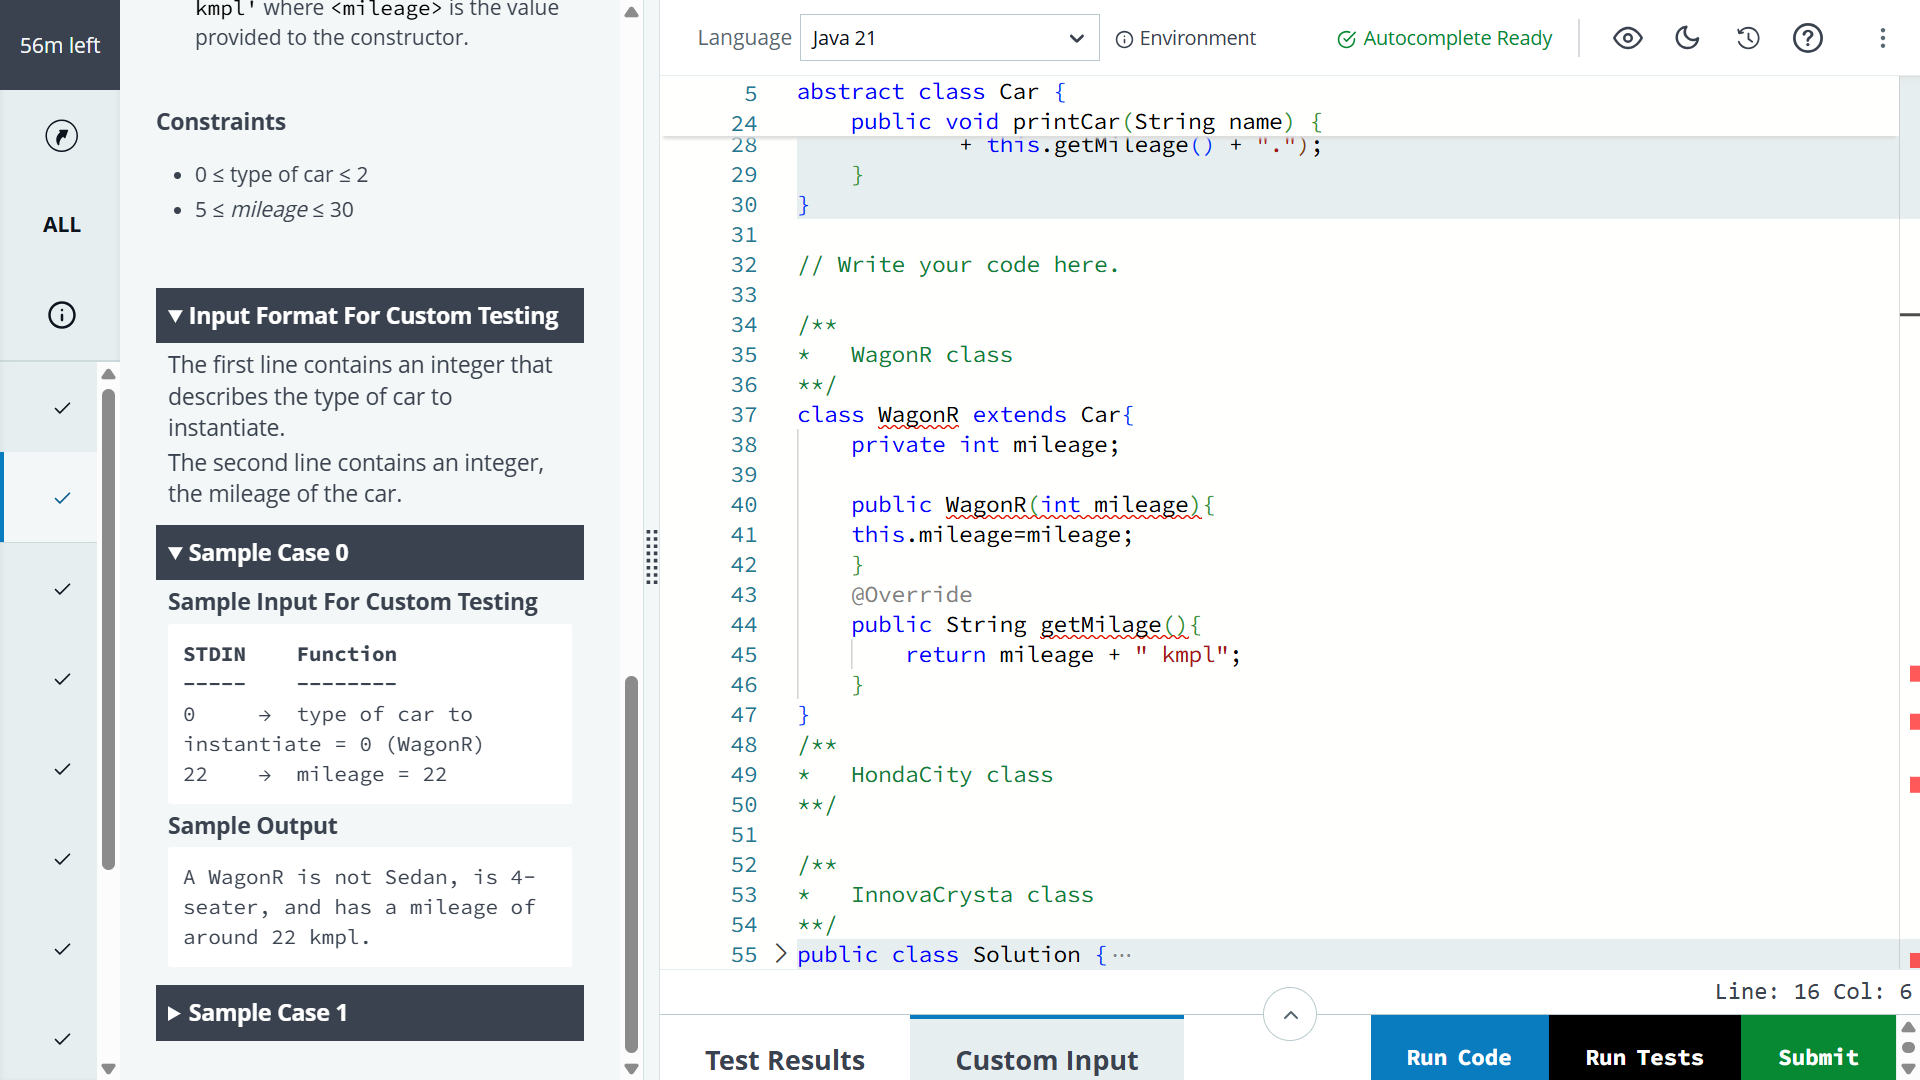 56m left
ALL
kmpl' where <mileage> is the value
provided to the constructor.
Constraints
• 0 ≤ type of car ≤ 2
• 5 ≤ mileage ≤ 30
▼ Input Format For Custom Testing
The first line contains an integer that
describes the type of car to
instantiate.
The second line contains an integer,
the mileage of the car.
▼ Sample Case 0
Sample Input For Custom Testing
STDIN    Function
-----    --------
0     →  type of car to
instantiate = 0 (WagonR)
22    →  mileage = 22
Sample Output
A WagonR is not Sedan, is 4-
seater, and has a mileage of
around 22 kmpl.
▶ Sample Case 1
Language Java 21 Environment Autocomplete Ready
5 abstract class Car {
24     public void printCar(String name) {
28             + this.getMileage() + ".");
29     }
30 }
31
32 // Write your code here.
33
34 /**
35 *   WagonR class
36 **/
37 class WagonR extends Car{
38     private int mileage;
39
40     public WagonR(int mileage){
41     this.mileage=mileage;
42     }
43     @Override
44     public String getMilage(){
45         return mileage + " kmpl";
46     }
47 }
48 /**
49 *   HondaCity class
50 **/
51
52 /**
53 *   InnovaCrysta class
54 **/
55 public class Solution {···
Line: 16 Col: 6
Test Results Custom Input Run Code Run Tests Submit